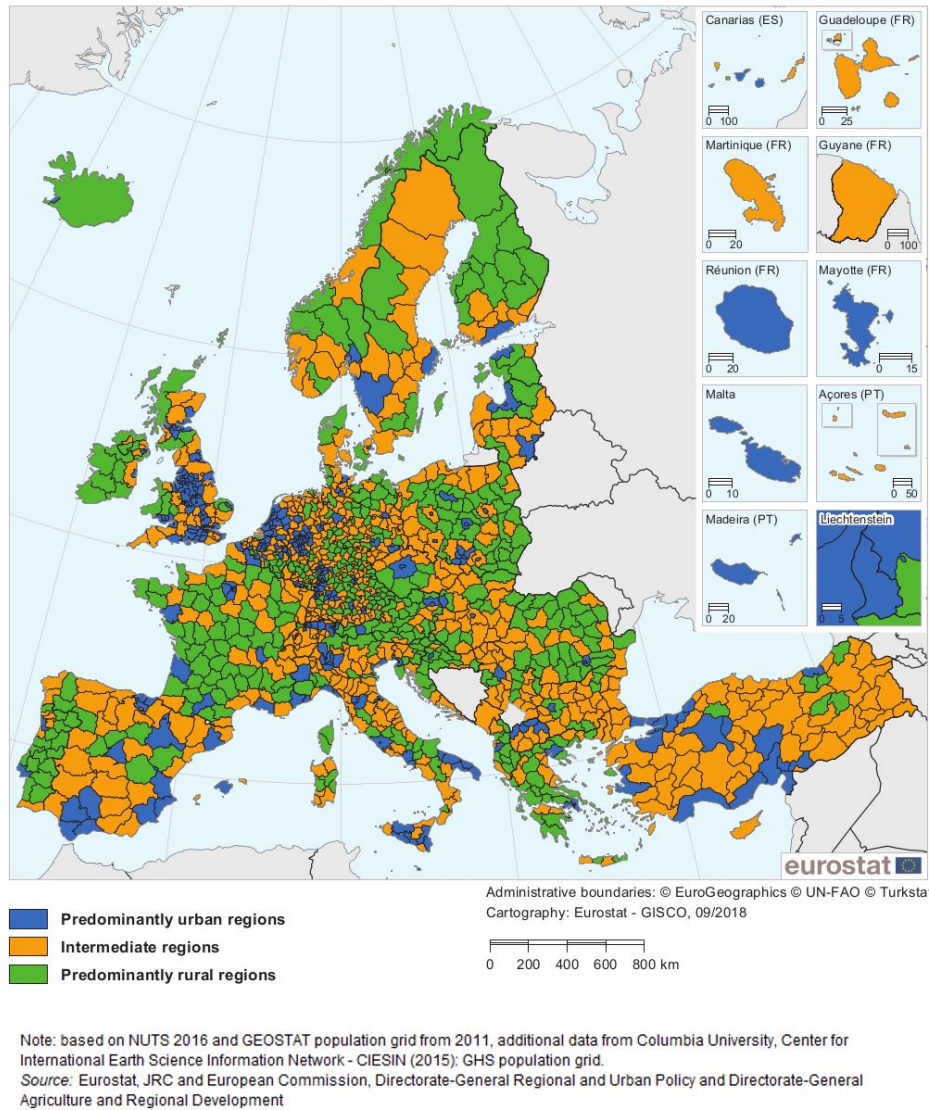 Canarias (ES)
0 100
Guadeloupe (FR)
0 25
Martinique (FR)
0 20
Guyane (FR)
0 100
Réunion (FR)
0 20
Mayotte (FR)
0 15
Malta
0 10
Açores (PT)
0 50
Madeira (PT)
0 20
Liechtenstein
0 5
eurostat
Administrative boundaries: © EuroGeographics © UN-FAO © Turksta
Cartography: Eurostat - GISCO, 09/2018
Predominantly urban regions
Intermediate regions
Predominantly rural regions
0 200 400 600 800 km
Note: based on NUTS 2016 and GEOSTAT population grid from 2011, additional data from Columbia University, Center for
International Earth Science Information Network - CIESIN (2015): GHS population grid.
Source: Eurostat, JRC and European Commission, Directorate-General Regional and Urban Policy and Directorate-General
Agriculture and Regional Development